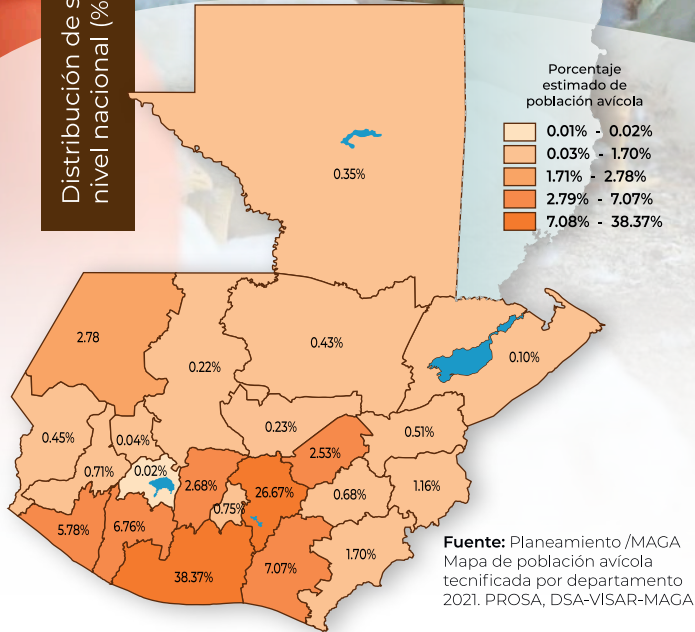 Distribución de
nivel nacional (%
Porcentaje
estimado de
población avícola
0.01% - 0.02%
0.03% - 1.70%
1.71% - 2.78%
2.79% - 7.07%
7.08% - 38.37%
0.35%
2.78
0.22%
0.43%
0.10%
0.45%
0.04%
0.23%
0.51%
0.71%
0.02%
2.68%
2.53%
0.75%
26.67%
0.68%
1.16%
5.78%
6.76%
38.37%
7.07%
1.70%
Fuente: Planeamiento /MAGA
Mapa de población avícola
tecnificada por departamento
2021. PROSA, DSA-VISAR-MAGA